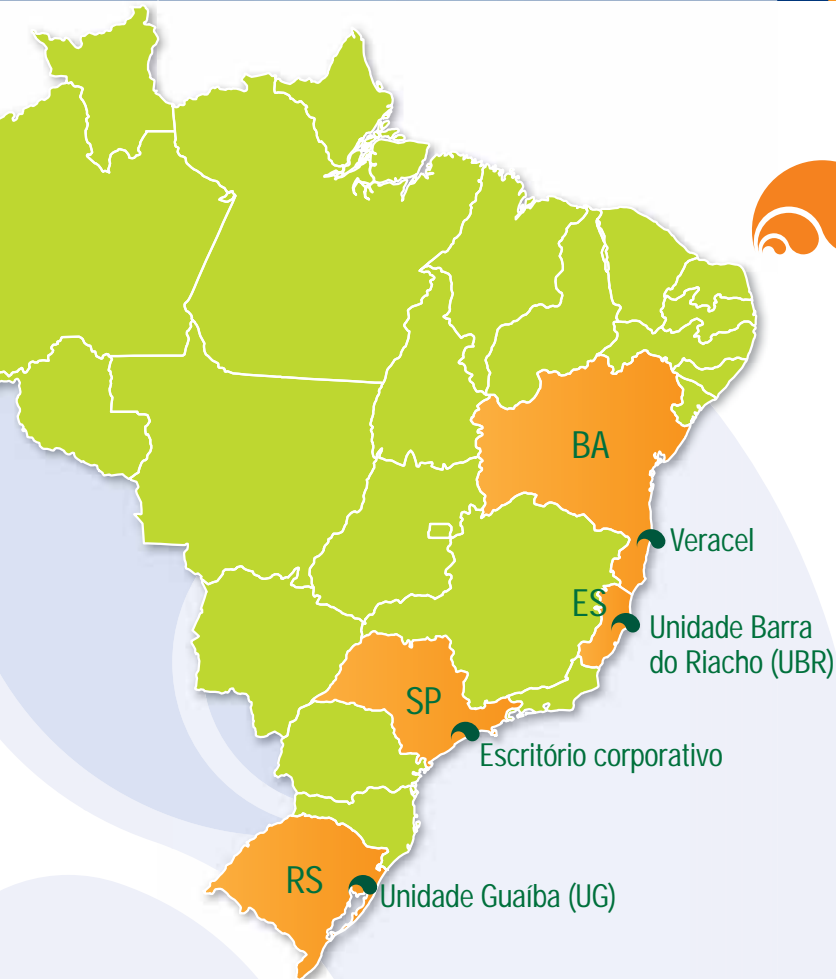 BA
Veracel
ES
Unidade Barra
do Riacho (UBR)
SP
Escritório corporativo
RS
Unidade Guaíba (UG)